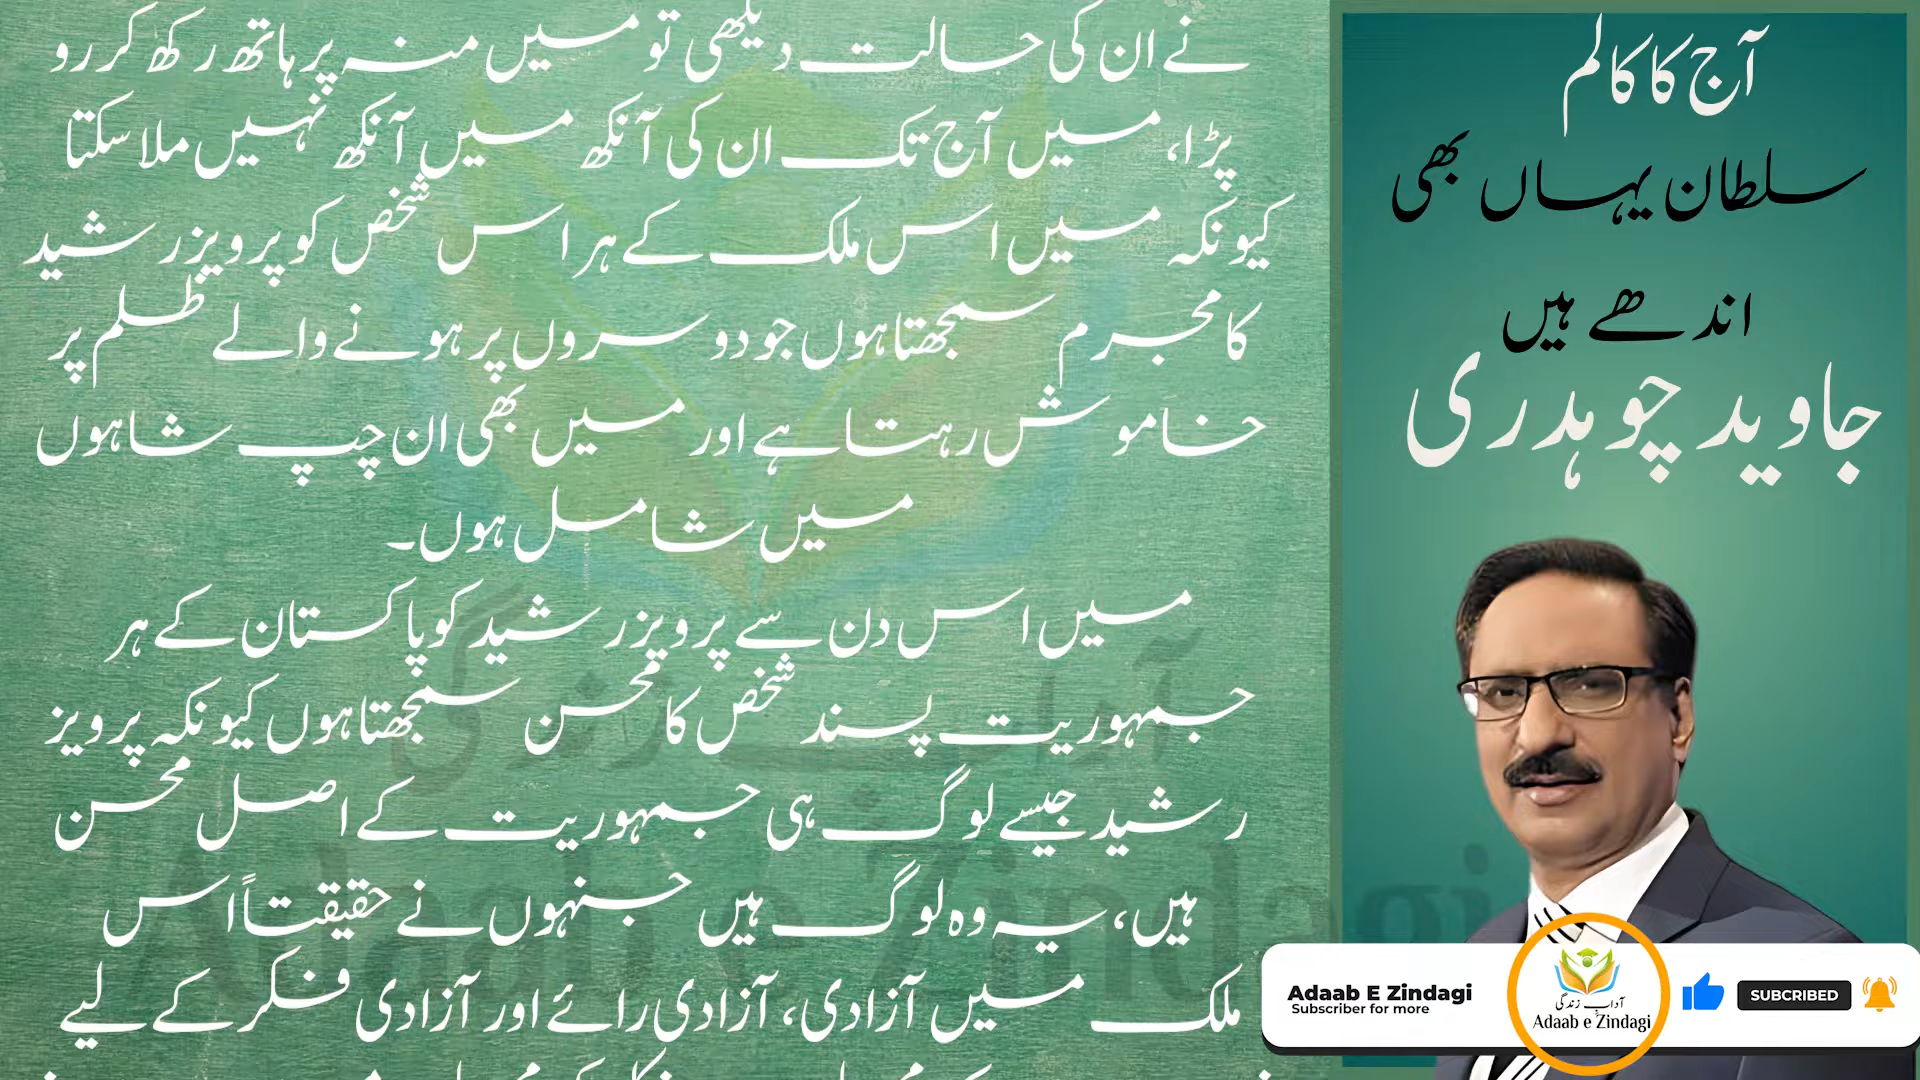 نے ان کی حالت دیکھی تو میں منہ پر ہاتھ رکھ کر رو
پڑا، میں آج تک ان کی آنکھ میں آنکھ نہیں ملا سکتا
کیونکہ میں اس ملک کے ہر اس شخص کو پرویز رشید
کا مجرم سمجھتا ہوں جو دوسروں پر ہونے والے ظلم پر
خاموش رہتا ہے اور میں بھی ان چپ شاہوں
میں شامل ہوں۔
میں اس دن سے پرویز رشید کو پاکستان کے ہر
جمہوریت پسند شخص کا محسن سمجھتا ہوں کیونکہ پرویز
رشید جیسے لوگ ہی جمہوریت کے اصل محسن
ہیں، یہ وہ لوگ ہیں جنہوں نے حقیقتاً اس
ملک میں آزادی، آزادی رائے اور آزادی فکر کے لیے
آج کا کالم
سلطان یہاں بھی
اندھے ہیں
جاوید چوہدری
آداب زندگی
Adaab e Zindagi
Adaab E Zindagi
Subscriber for more
آداب زندگی
Adaab e Zindagi
SUBCRIBED